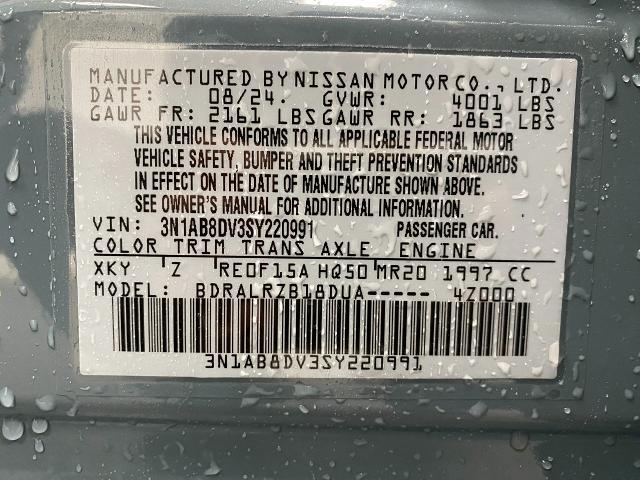 MANUFACTURED BY NISSAN MOTOR CO., LTD.
DATE: 08/24. GVWR: 4001 LBS
GAWR FR: 2161 LBS GAWR RR: 1863 LBS
THIS VEHICLE CONFORMS TO ALL APPLICABLE FEDERAL MOTOR
VEHICLE SAFETY, BUMPER AND THEFT PREVENTION STANDARDS
IN EFFECT ON THE DATE OF MANUFACTURE SHOWN ABOVE.
SEE OWNER'S MANUAL FOR ADDITIONAL INFORMATION.
VIN: 3N1AB8DV3SY220991 PASSENGER CAR.
COLOR TRIM TRANS AXLE ENGINE
XKY Z RE0F15A HQ50 MR20 1997 CC
MODEL: BDRALRZB18DUA----- 4Z000
3N1AB8DV3SY220991